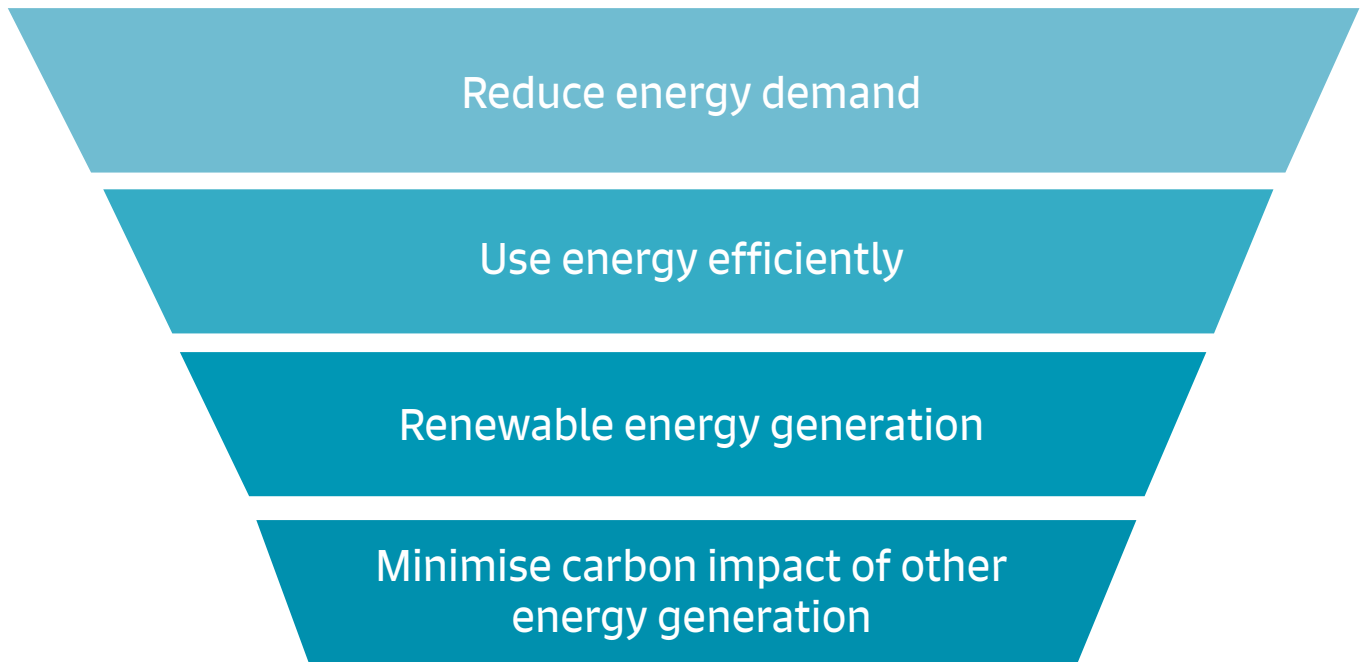 Reduce energy demand
Use energy efficiently
Renewable energy generation
Minimise carbon impact of other
energy generation